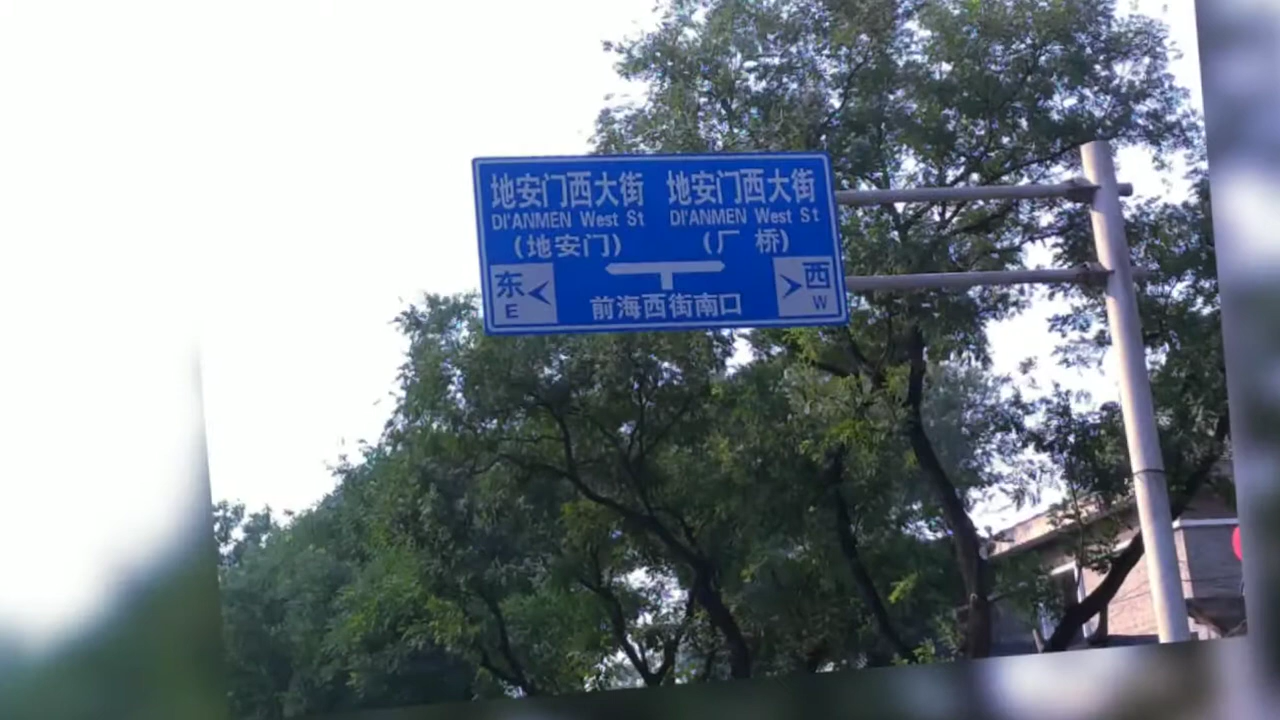 地安门西大街 地安门西大街
DI'ANMEN West St DI'ANMEN West St
(地安门) (厂 桥)
东 < > 西
E W
前海西街南口